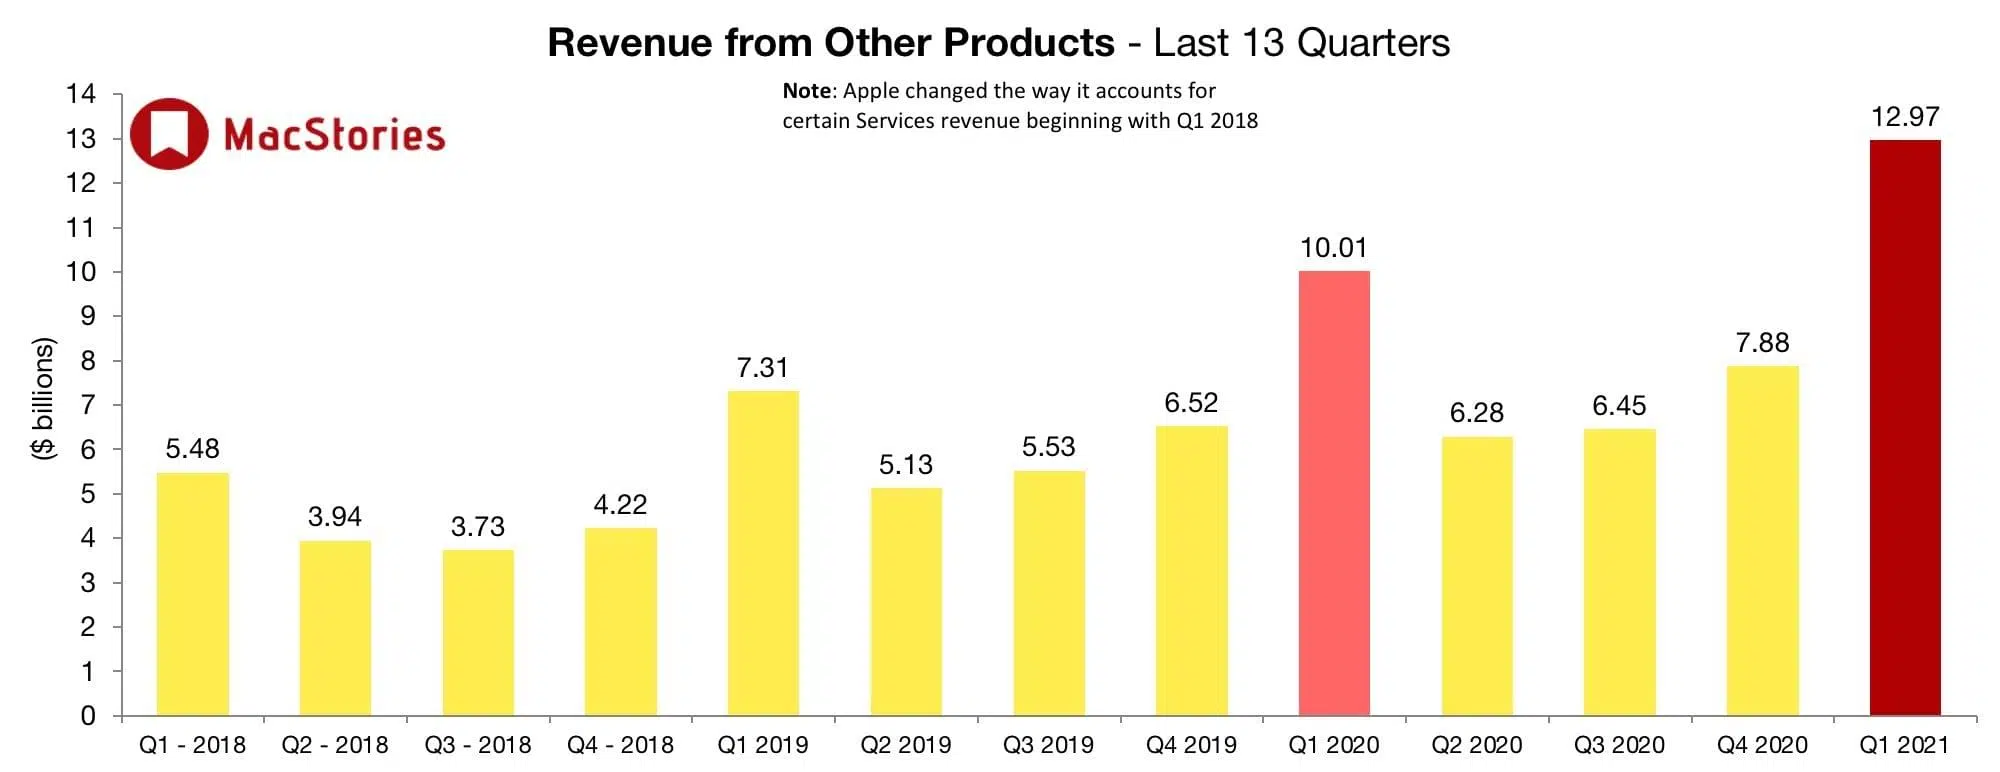 Revenue from Other Products - Last 13 Quarters
Note: Apple changed the way it accounts for
certain Services revenue beginning with Q1 2018
MacStories
($ billions)
14
13
12
11
10
9
8
7
6
5
4
3
2
1
0
5.48
3.94
3.73
4.22
7.31
5.13
5.53
6.52
10.01
6.28
6.45
7.88
12.97
Q1 - 2018
Q2 - 2018
Q3 - 2018
Q4 - 2018
Q1 2019
Q2 2019
Q3 2019
Q4 2019
Q1 2020
Q2 2020
Q3 2020
Q4 2020
Q1 2021